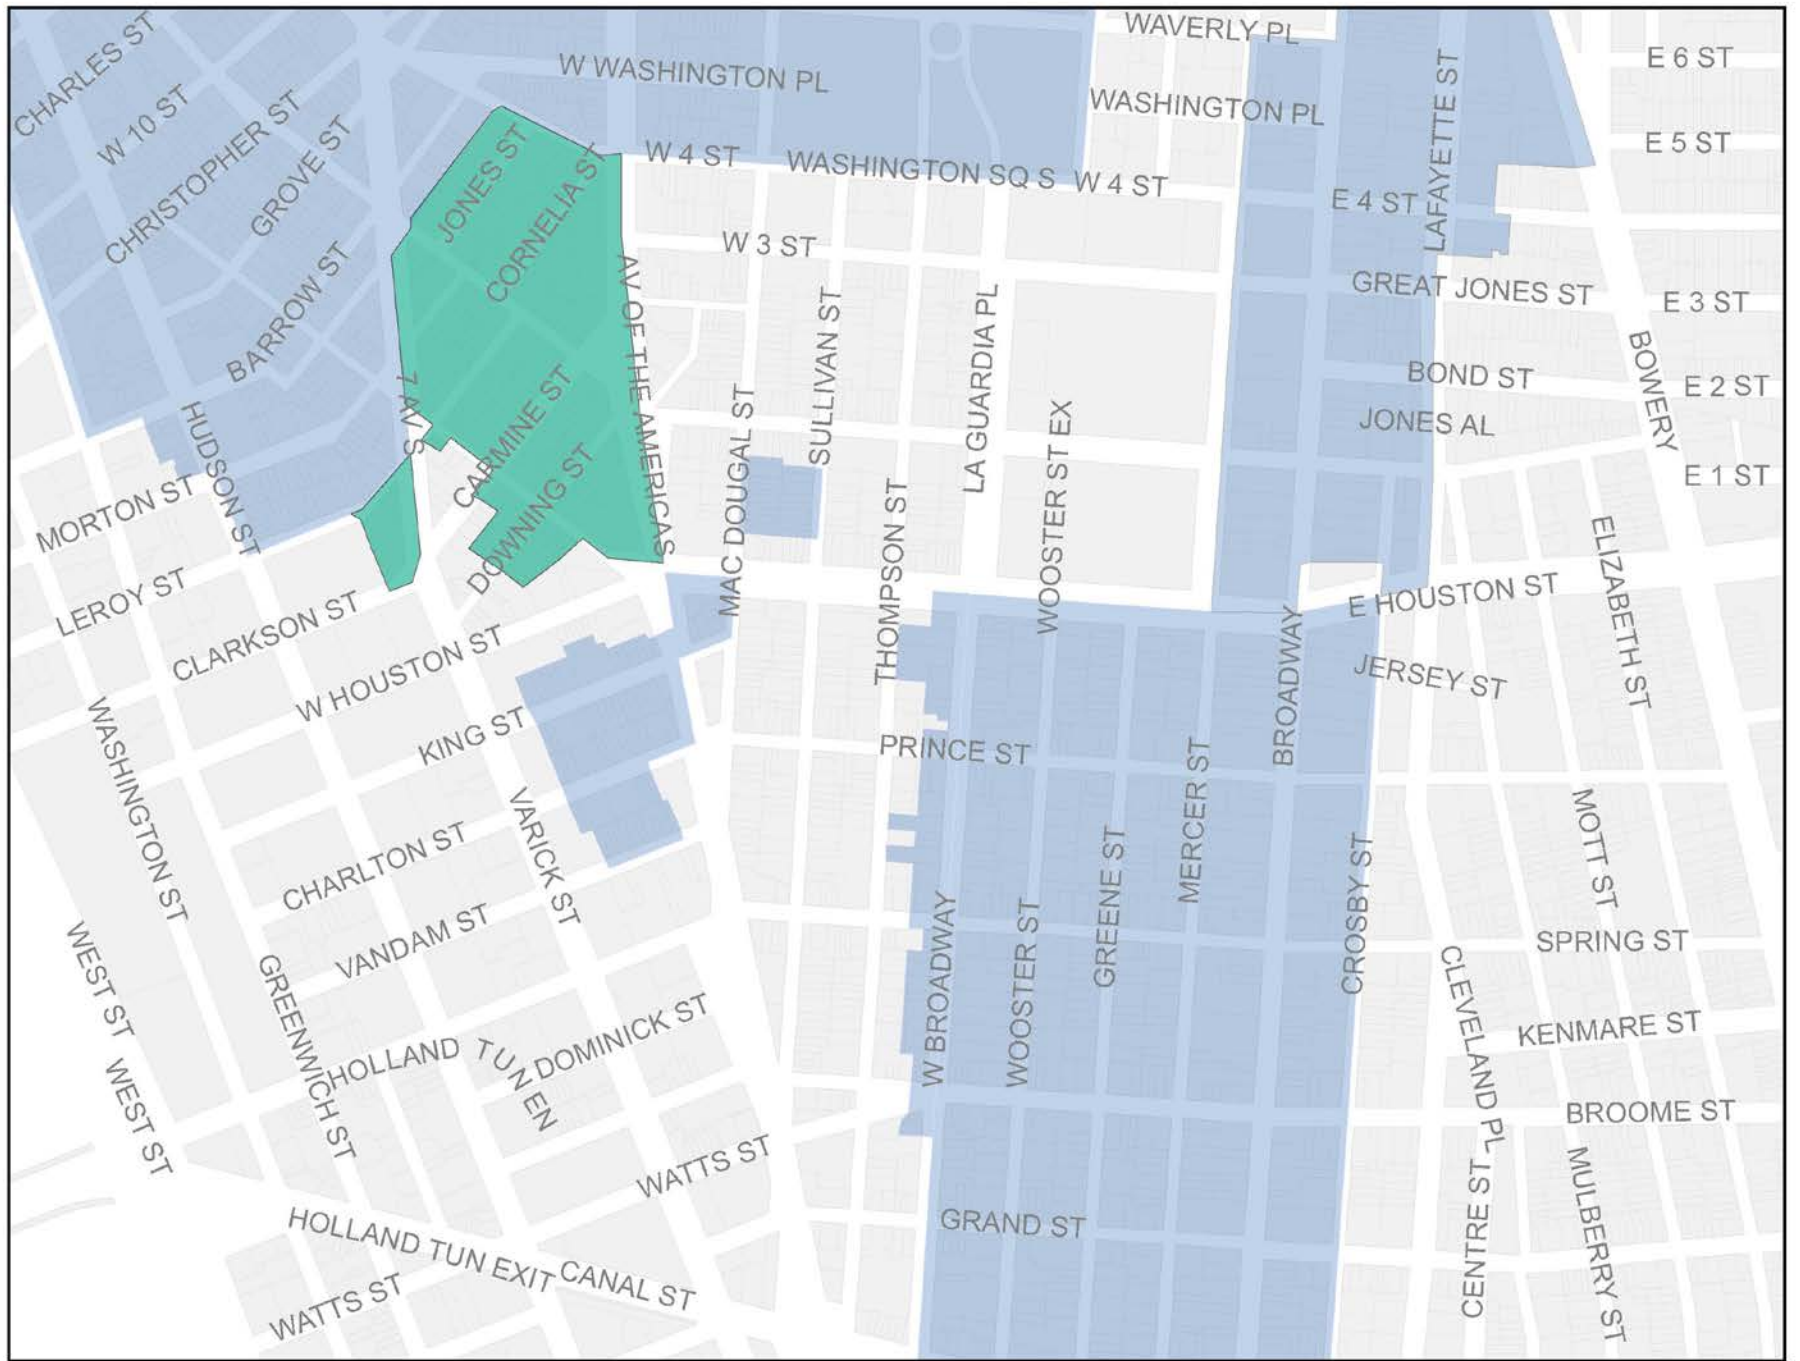 WAVERLY PL
CHARLES ST
W WASHINGTON PL
E 6 ST
W 10 ST
WASHINGTON PL
LAFAYETTE ST
CHRISTOPHER ST
GROVE ST
JONES ST
CORNELIA ST
W 4 ST
WASHINGTON SQ S
W 4 ST
E 5 ST
E 4 ST
W 3 ST
BARROW ST
AV OF THE AMERICAS
SULLIVAN ST
LA GUARDIA PL
GREAT JONES ST
E 3 ST
BOWERY
7 AV S
HUDSON ST
CARMINE ST
MAC DOUGAL ST
WOOSTER ST EX
BOND ST
E 2 ST
JONES AL
MORTON ST
DOWNING ST
THOMPSON ST
E 1 ST
ELIZABETH ST
LEROY ST
CLARKSON ST
W HOUSTON ST
E HOUSTON ST
BROADWAY
JERSEY ST
WASHINGTON ST
KING ST
PRINCE ST
MERCER ST
VARICK ST
MOTT ST
CHARLTON ST
GREENE ST
CROSBY ST
VANDAM ST
W BROADWAY
WOOSTER ST
SPRING ST
WEST ST
GREENWICH ST
CLEVELAND PL
KENMARE ST
HOLLAND TUN EN
DOMINICK ST
WEST ST
BROOME ST
WATTS ST
CENTRE ST
MULBERRY ST
HOLLAND TUN EXIT
GRAND ST
CANAL ST
WATTS ST